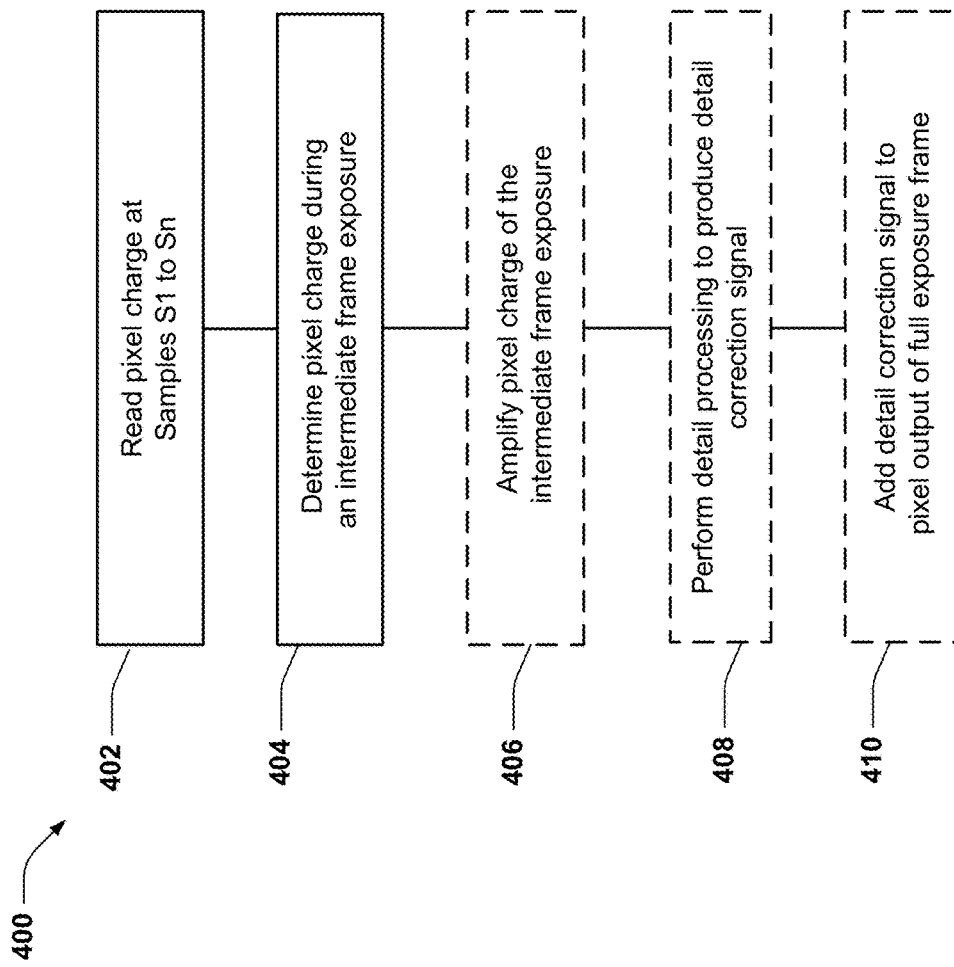 400
402
Read pixel charge at
Samples S1 to Sn
404
Determine pixel charge during
an intermediate frame exposure
406
Amplify pixel charge of the
intermediate frame exposure
408
Perform detail processing to produce detail
correction signal
410
Add detail correction signal to
pixel output of full exposure frame